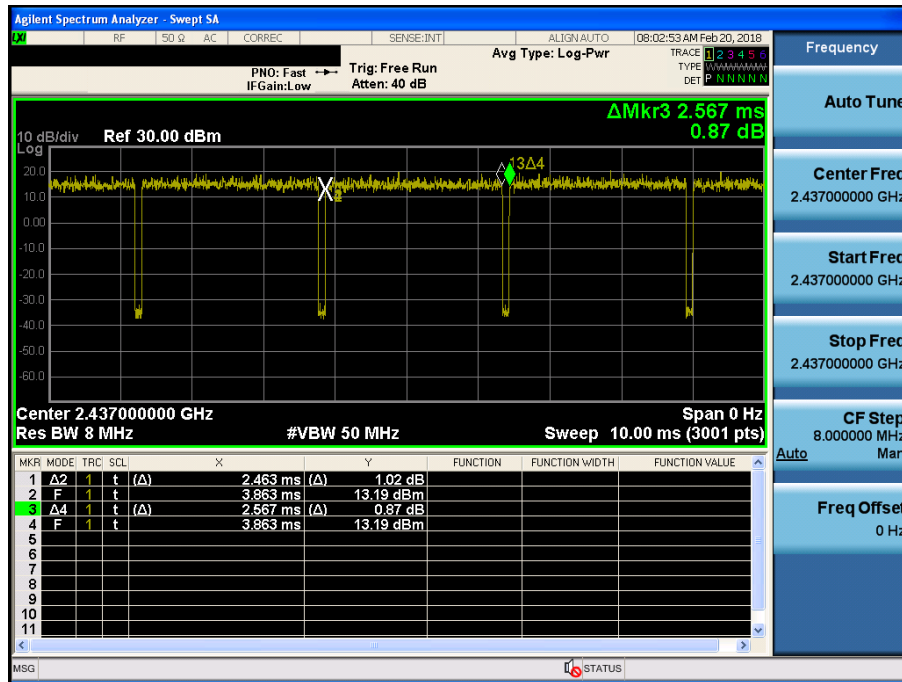 Agilent Spectrum Analyzer - Swept SA
LXI RF 50 Ω AC CORREC SENSE:INT ALIGN AUTO 08:02:53 AM Feb 20, 2018
Avg Type: Log-Pwr
TRACE 1 2 3 4 5 6
TYPE WWWWWW
DET P N N N N N
PNO: Fast Trig: Free Run
IFGain:Low Atten: 40 dB
Frequency
ΔMkr3 2.567 ms
0.87 dB
10 dB/div Ref 30.00 dBm
Log
20.0
10.0
0.00
-10.0
-20.0
-30.0
-40.0
-50.0
-60.0
X
2
13Δ4
Center 2.437000000 GHz Span 0 Hz
Res BW 8 MHz #VBW 50 MHz Sweep 10.00 ms (3001 pts)
MKR MODE TRC SCL X Y FUNCTION FUNCTION WIDTH FUNCTION VALUE
1 Δ2 1 t (Δ) 2.463 ms (Δ) 1.02 dB
2 F 1 t 3.863 ms 13.19 dBm
3 Δ4 1 t (Δ) 2.567 ms (Δ) 0.87 dB
4 F 1 t 3.863 ms 13.19 dBm
5
6
7
8
9
10
11
MSG STATUS
Auto Tune
Center Freq
2.437000000 GHz
Start Freq
2.437000000 GHz
Stop Freq
2.437000000 GHz
CF Step
8.000000 MHz
Auto Man
Freq Offset
0 Hz